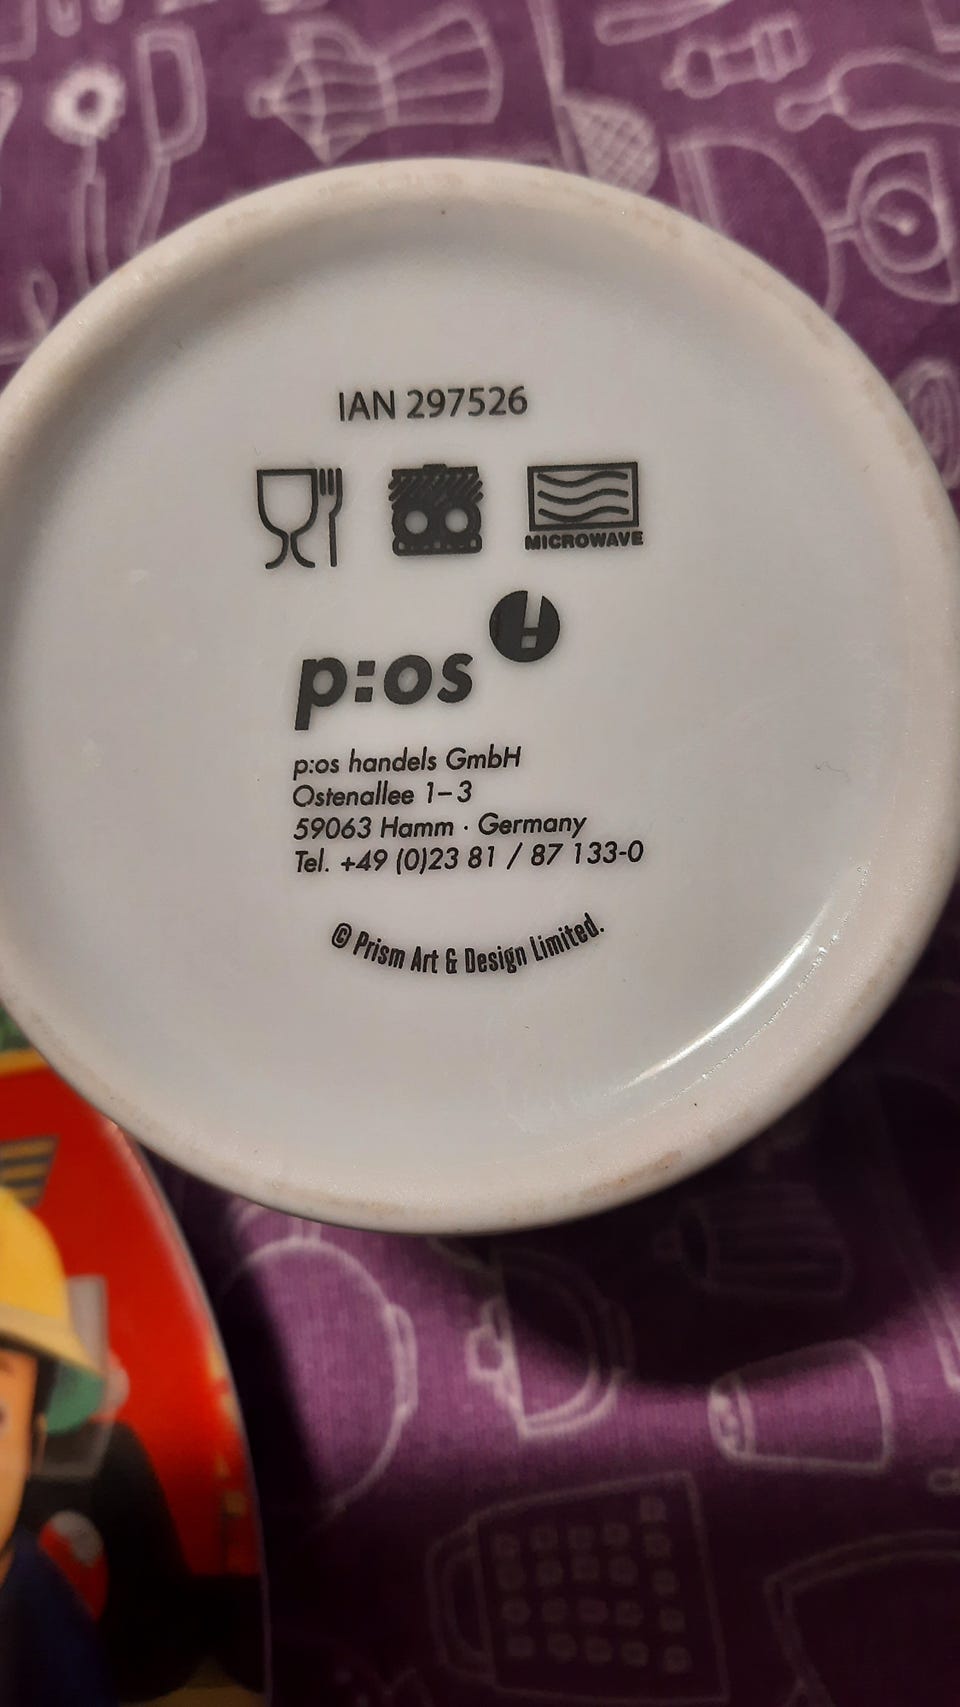 IAN 297526
MICROWAVE
p:os
p:os handels GmbH
Ostenallee 1–3
59063 Hamm · Germany
Tel. +49 (0)23 81 / 87 133-0
© Prism Art & Design Limited.